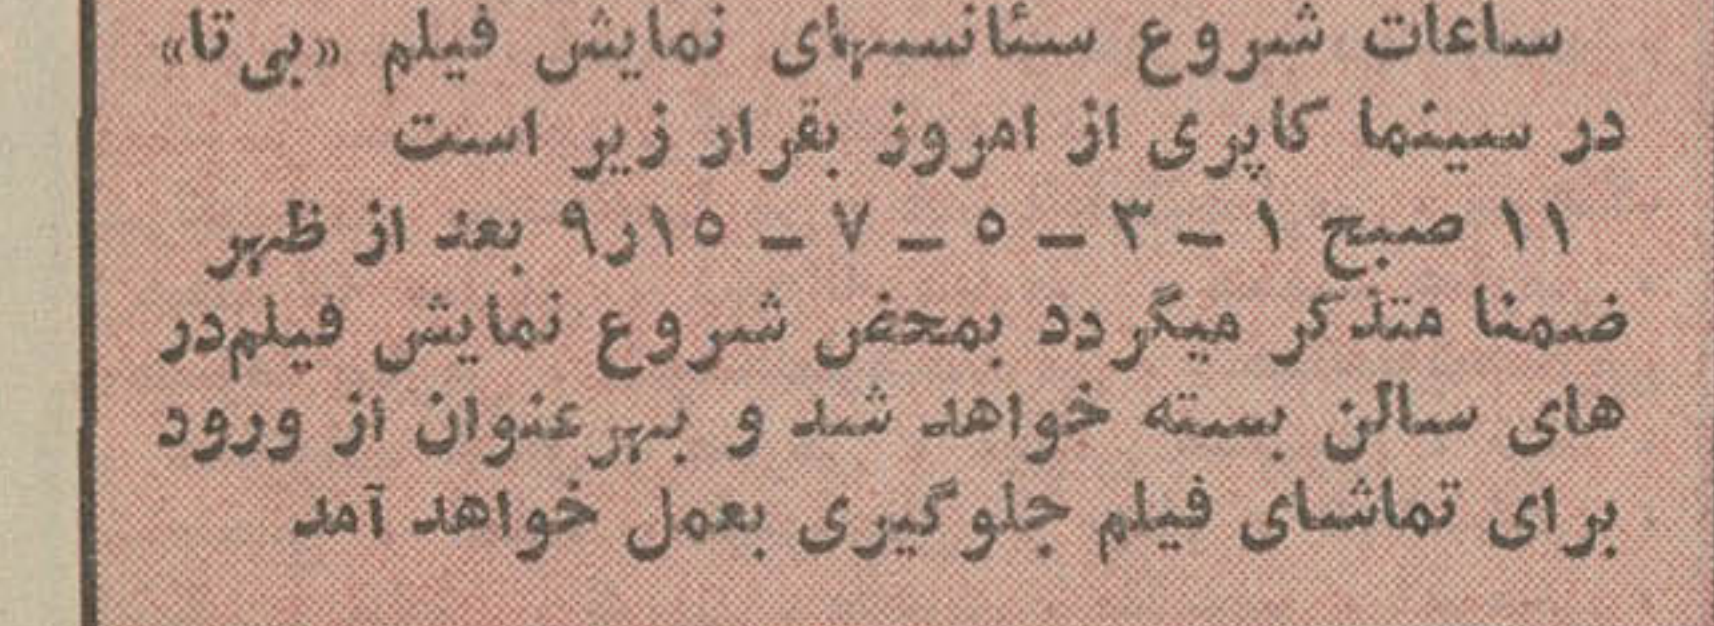 ساعات شروع سئانسهای نمایش فیلم «بی تا»
در سینما کاپری از امروز بقرار زیر است
۱۱ صبح ۱ – ۳ – ۵ – ۷ – ۹ر۱۵ بعد از ظهر
ضمنا متذکر میگردد بمحض شروع نمایش فیلم در
های سالن بسته خواهد شد و بهر عنوان از ورود
برای تماشای فیلم جلوگیری بعمل خواهد آمد